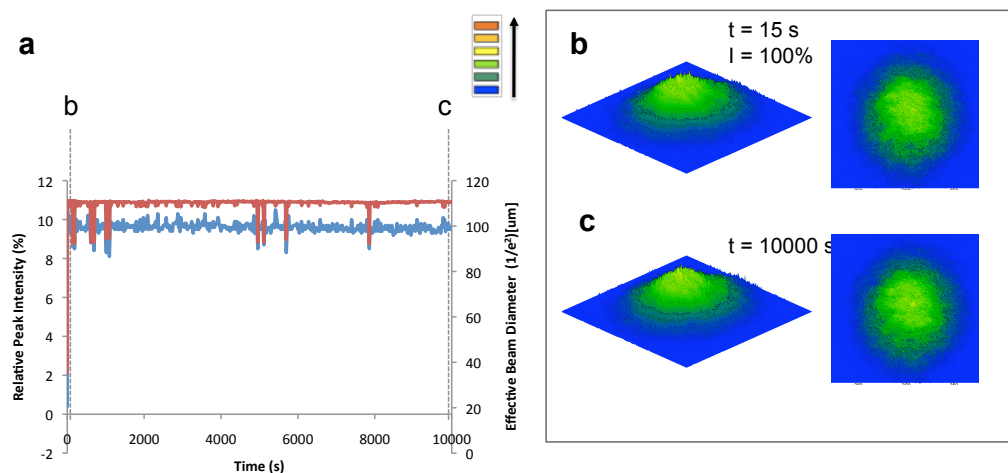 a
b
c
12
10
8
6
4
2
0
-2
Relative Peak Intensity (%)
0
2000
4000
6000
8000
10000
Time (s)
120
100
80
60
40
20
0
Effective Beam Diameter (1/e²)[um]
b
t = 15 s
I = 100%
c
t = 10000 s